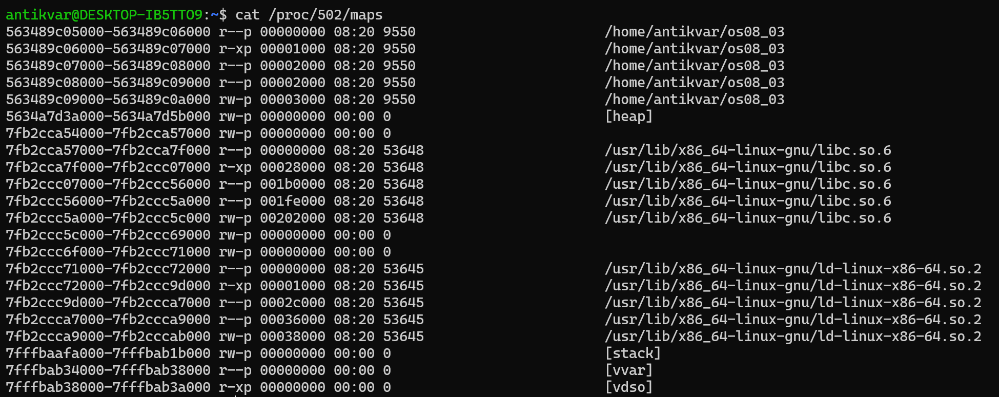 antikvar@DESKTOP-IB5TTO9:~$ cat /proc/502/maps
563489c05000-563489c06000 r--p 00000000 08:20 9550 /home/antikvar/os08_03
563489c06000-563489c07000 r-xp 00001000 08:20 9550 /home/antikvar/os08_03
563489c07000-563489c08000 r--p 00002000 08:20 9550 /home/antikvar/os08_03
563489c08000-563489c09000 r--p 00002000 08:20 9550 /home/antikvar/os08_03
563489c09000-563489c0a000 rw-p 00003000 08:20 9550 /home/antikvar/os08_03
5634a7d3a000-5634a7d5b000 rw-p 00000000 00:00 0 [heap]
7fb2cca54000-7fb2cca57000 rw-p 00000000 00:00 0
7fb2cca57000-7fb2cca7f000 r--p 00000000 08:20 53648 /usr/lib/x86_64-linux-gnu/libc.so.6
7fb2cca7f000-7fb2ccc07000 r-xp 00028000 08:20 53648 /usr/lib/x86_64-linux-gnu/libc.so.6
7fb2ccc07000-7fb2ccc56000 r--p 001b0000 08:20 53648 /usr/lib/x86_64-linux-gnu/libc.so.6
7fb2ccc56000-7fb2ccc5a000 r--p 001fe000 08:20 53648 /usr/lib/x86_64-linux-gnu/libc.so.6
7fb2ccc5a000-7fb2ccc5c000 rw-p 00202000 08:20 53648 /usr/lib/x86_64-linux-gnu/libc.so.6
7fb2ccc5c000-7fb2ccc69000 rw-p 00000000 00:00 0
7fb2ccc6f000-7fb2ccc71000 rw-p 00000000 00:00 0
7fb2ccc71000-7fb2ccc72000 r--p 00000000 08:20 53645 /usr/lib/x86_64-linux-gnu/ld-linux-x86-64.so.2
7fb2ccc72000-7fb2ccc9d000 r-xp 00001000 08:20 53645 /usr/lib/x86_64-linux-gnu/ld-linux-x86-64.so.2
7fb2ccc9d000-7fb2ccca7000 r--p 0002c000 08:20 53645 /usr/lib/x86_64-linux-gnu/ld-linux-x86-64.so.2
7fb2ccca7000-7fb2ccca9000 r--p 00036000 08:20 53645 /usr/lib/x86_64-linux-gnu/ld-linux-x86-64.so.2
7fb2ccca9000-7fb2cccab000 rw-p 00038000 08:20 53645 /usr/lib/x86_64-linux-gnu/ld-linux-x86-64.so.2
7fffbaafa000-7fffbab1b000 rw-p 00000000 00:00 0 [stack]
7fffbab34000-7fffbab38000 r--p 00000000 00:00 0 [vvar]
7fffbab38000-7fffbab3a000 r-xp 00000000 00:00 0 [vdso]